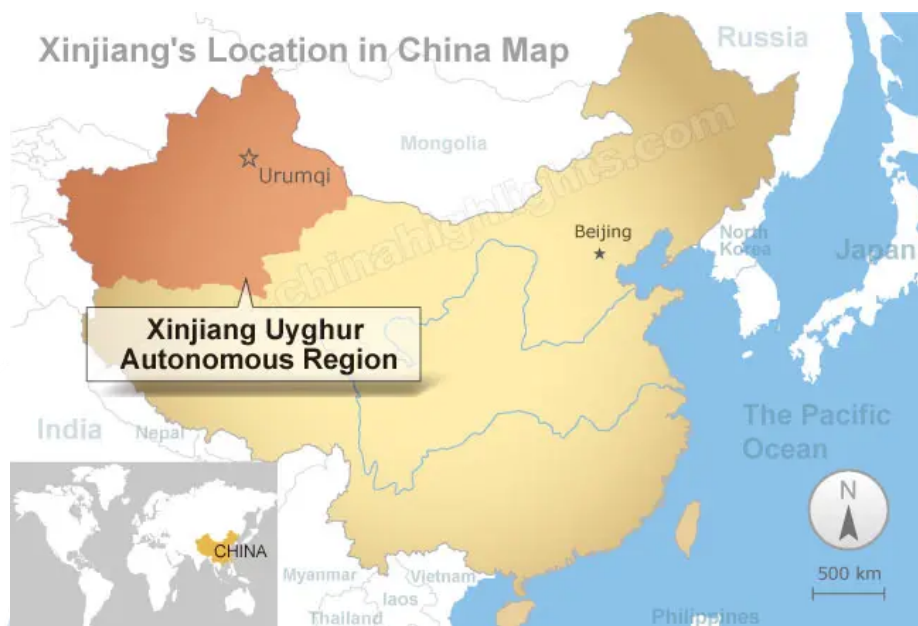 Xinjiang's Location in China Map
Russia
Mongolia
Urumqi
chinahighlights.com
Beijing
North
Korea
Japan
Xinjiang Uyghur
Autonomous Region
India
Nepal
The Pacific
Ocean
CHINA
N
Myanmar
Vietnam
laos
Thailand
500 km
Philippines